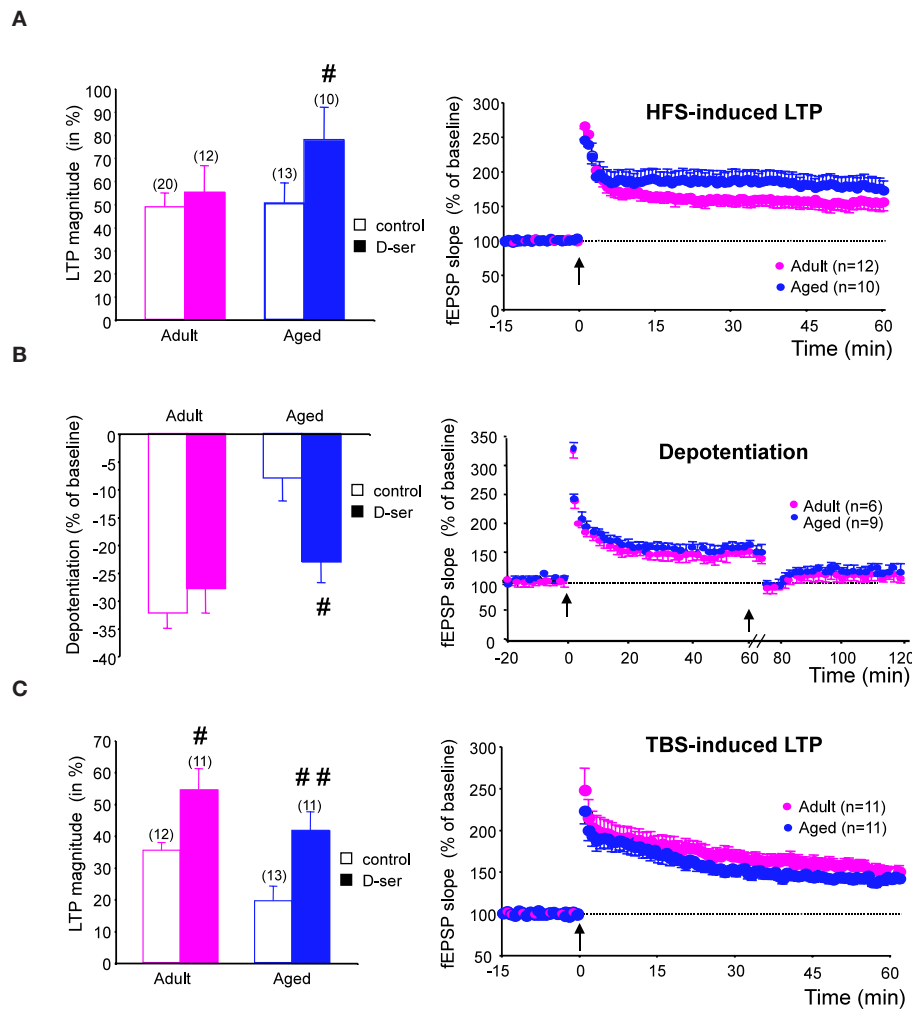 A
LTP magnitude (in %)
100
90
80
70
60
50
40
30
20
10
0
(20)
(12)
(13)
#
(10)
control
D-ser
Adult
Aged
HFS-induced LTP
fEPSP slope (% of baseline)
300
250
200
150
100
50
Adult (n=12)
Aged (n=10)
-15
0
15
30
45
60
Time (min)
B
Depotentiation (% of baseline)
Adult
Aged
0
-5
-10
-15
-20
-25
-30
-35
-40
control
D-ser
#
Depotentiation
fEPSP slope (% of baseline)
350
300
250
200
150
100
50
0
Adult (n=6)
Aged (n=9)
-20
0
20
40
60
80
100
120
Time (min)
C
LTP magnitude (in %)
70
60
50
40
30
20
10
0
(12)
#
(11)
(13)
# #
(11)
control
D-ser
Adult
Aged
TBS-induced LTP
fEPSP slope (% of baseline)
300
250
200
150
100
50
Adult (n=11)
Aged (n=11)
-15
0
15
30
45
60
Time (min)